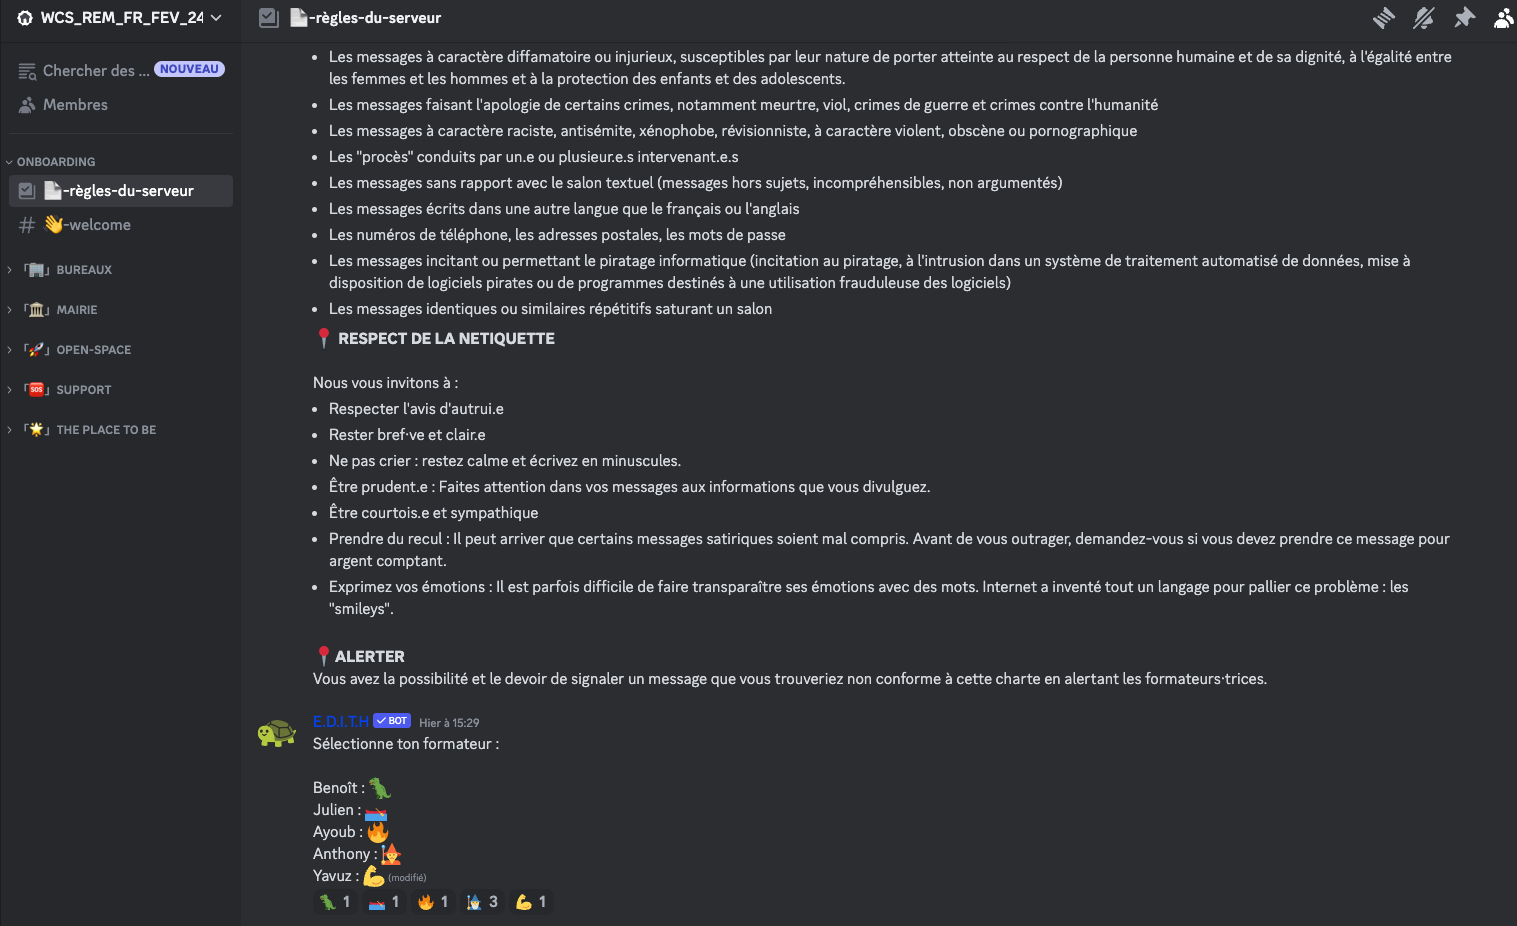 WCS_REM_FR_FEV_24
-règles-du-serveur
Chercher des ... NOUVEAU
Membres
ONBOARDING
-règles-du-serveur
-welcome
「🏢」 BUREAUX
「🏛️」 MAIRIE
「🚀」 OPEN-SPACE
「🆘」 SUPPORT
「🌟」 THE PLACE TO BE
• Les messages à caractère diffamatoire ou injurieux, susceptibles par leur nature de porter atteinte au respect de la personne humaine et de sa dignité, à l'égalité entre
les femmes et les hommes et à la protection des enfants et des adolescents.
• Les messages faisant l'apologie de certains crimes, notamment meurtre, viol, crimes de guerre et crimes contre l'humanité
• Les messages à caractère raciste, antisémite, xénophobe, révisionniste, à caractère violent, obscène ou pornographique
• Les "procès" conduits par un.e ou plusieur.e.s intervenant.e.s
• Les messages sans rapport avec le salon textuel (messages hors sujets, incompréhensibles, non argumentés)
• Les messages écrits dans une autre langue que le français ou l'anglais
• Les numéros de téléphone, les adresses postales, les mots de passe
• Les messages incitant ou permettant le piratage informatique (incitation au piratage, à l'intrusion dans un système de traitement automatisé de données, mise à
disposition de logiciels pirates ou de programmes destinés à une utilisation frauduleuse des logiciels)
• Les messages identiques ou similaires répétitifs saturant un salon
📍 RESPECT DE LA NETIQUETTE
Nous vous invitons à :
• Respecter l'avis d'autrui.e
• Rester bref·ve et clair.e
• Ne pas crier : restez calme et écrivez en minuscules.
• Être prudent.e : Faites attention dans vos messages aux informations que vous divulguez.
• Être courtois.e et sympathique
• Prendre du recul : Il peut arriver que certains messages satiriques soient mal compris. Avant de vous outrager, demandez-vous si vous devez prendre ce message pour
argent comptant.
• Exprimez vos émotions : Il est parfois difficile de faire transparaître ses émotions avec des mots. Internet a inventé tout un langage pour pallier ce problème : les
"smileys".
📍 ALERTER
Vous avez la possibilité et le devoir de signaler un message que vous trouveriez non conforme à cette charte en alertant les formateurs·trices.
E.D.I.T.H BOT Hier à 15:29
Sélectionne ton formateur :
Benoît : 🦖
Julien :
Ayoub : 🔥
Anthony :
Yavuz : 💪 (modifié)
1 1 1 3 1